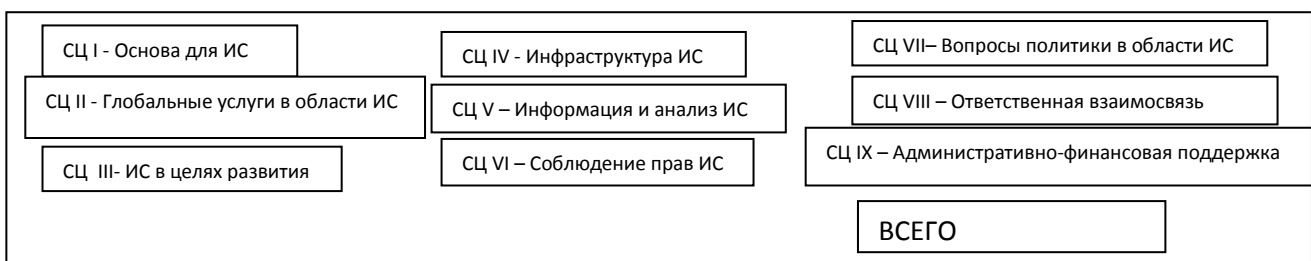 СЦ I - Основа для ИС
СЦ II - Глобальные услуги в области ИС
СЦ III- ИС в целях развития
СЦ IV - Инфраструктура ИС
СЦ V – Информация и анализ ИС
СЦ VI – Соблюдение прав ИС
СЦ VII– Вопросы политики в области ИС
СЦ VIII – Ответственная взаимосвязь
СЦ IX – Административно-финансовая поддержка
ВСЕГО